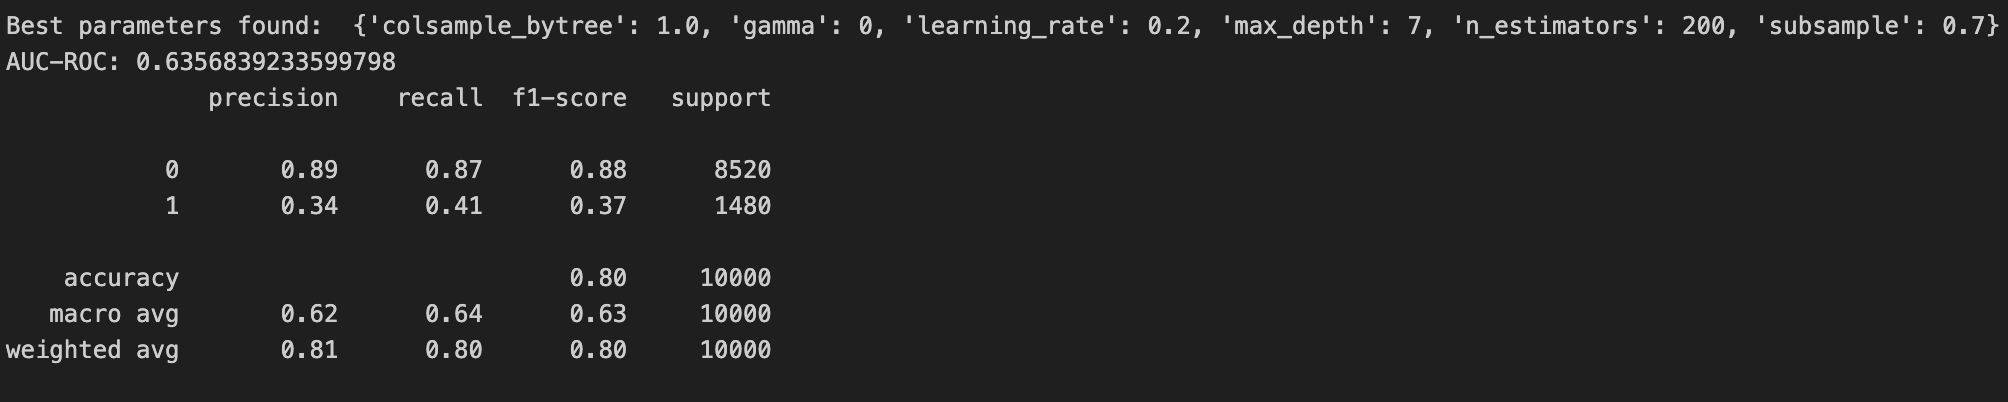 Best parameters found:  {'colsample_bytree': 1.0, 'gamma': 0, 'learning_rate': 0.2, 'max_depth': 7, 'n_estimators': 200, 'subsample': 0.7}
AUC-ROC: 0.6356839233599798
              precision    recall  f1-score   support

           0       0.89      0.87      0.88      8520
           1       0.34      0.41      0.37      1480

    accuracy                           0.80     10000
   macro avg       0.62      0.64      0.63     10000
weighted avg       0.81      0.80      0.80     10000